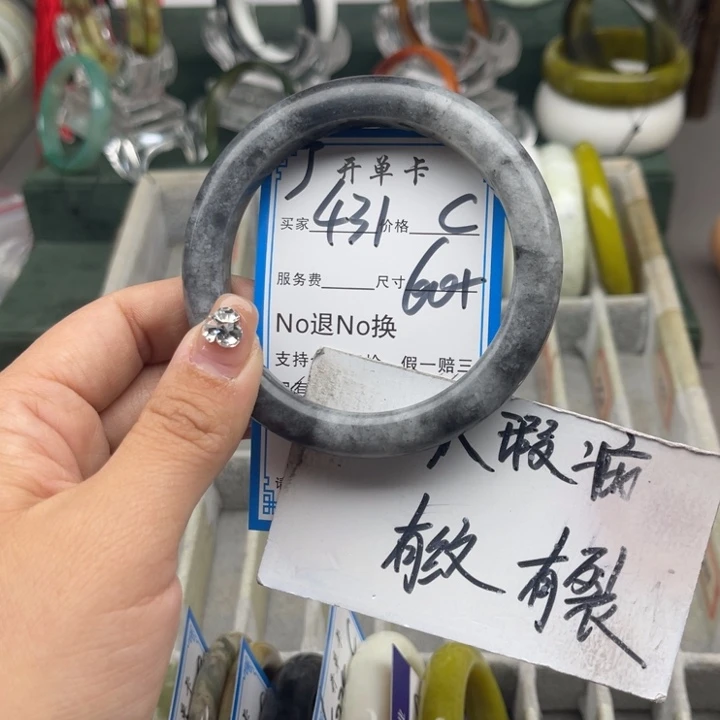 开单卡
买家 431 价格 C
服务费 尺寸 60+
No退No换
支持 假一赔三
瑕疵
有纹 有裂